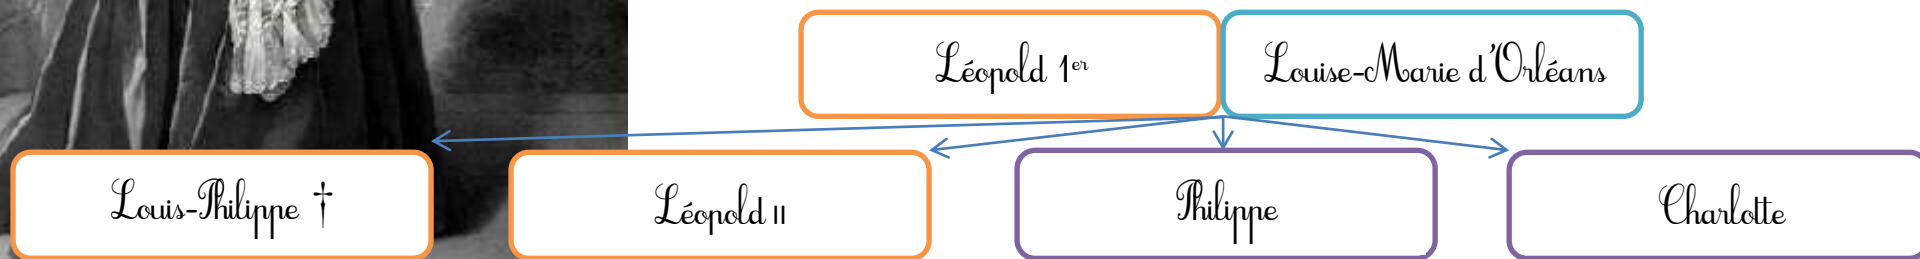 Léopold 1er
Louise-Marie d'Orléans
Louis-Philippe †
Léopold II
Philippe
Charlotte